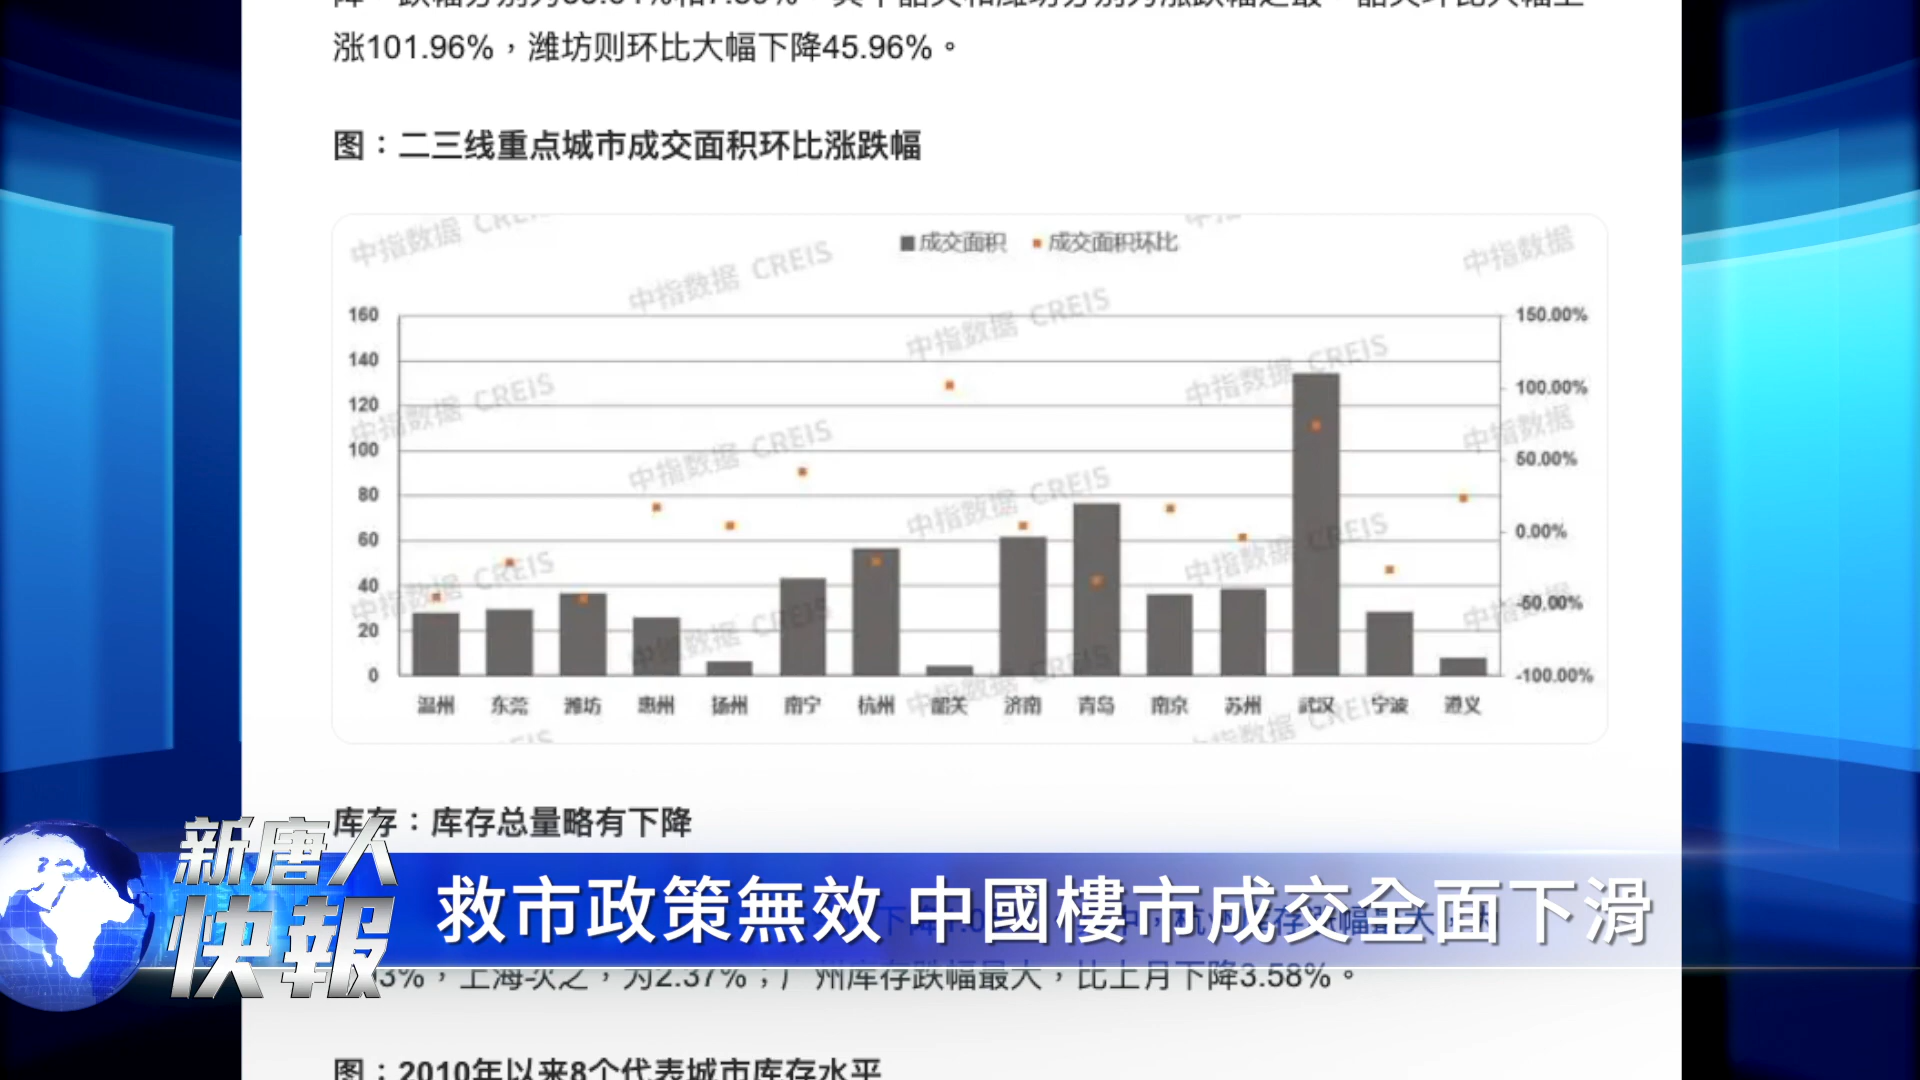 涨101.96%，潍坊则环比大幅下降45.96%。
图：二三线重点城市成交面积环比涨跌幅
成交面积 成交面积环比
160 150.00%
140
120 100.00%
100
80 50.00%
60 0.00%
40
20 -50.00%
0 -100.00%
温州 东莞 潍坊 惠州 扬州 南宁 杭州 韶关 济南 青岛 南京 苏州 武汉 宁波 遵义
中指数据 CREIS
库存：库存总量略有下降
新唐人
快報
救市政策無效 中國樓市成交全面下滑
3%，上海次之，为2.37%；广州库存跌幅最大，比上月下降3.58%。
图：2010年以来8个代表城市库存水平